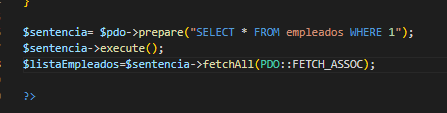 }
$sentencia= $pdo->prepare("SELECT * FROM empleados WHERE 1");
$sentencia->execute();
$listaEmpleados=$sentencia->fetchAll(PDO::FETCH_ASSOC);
?>